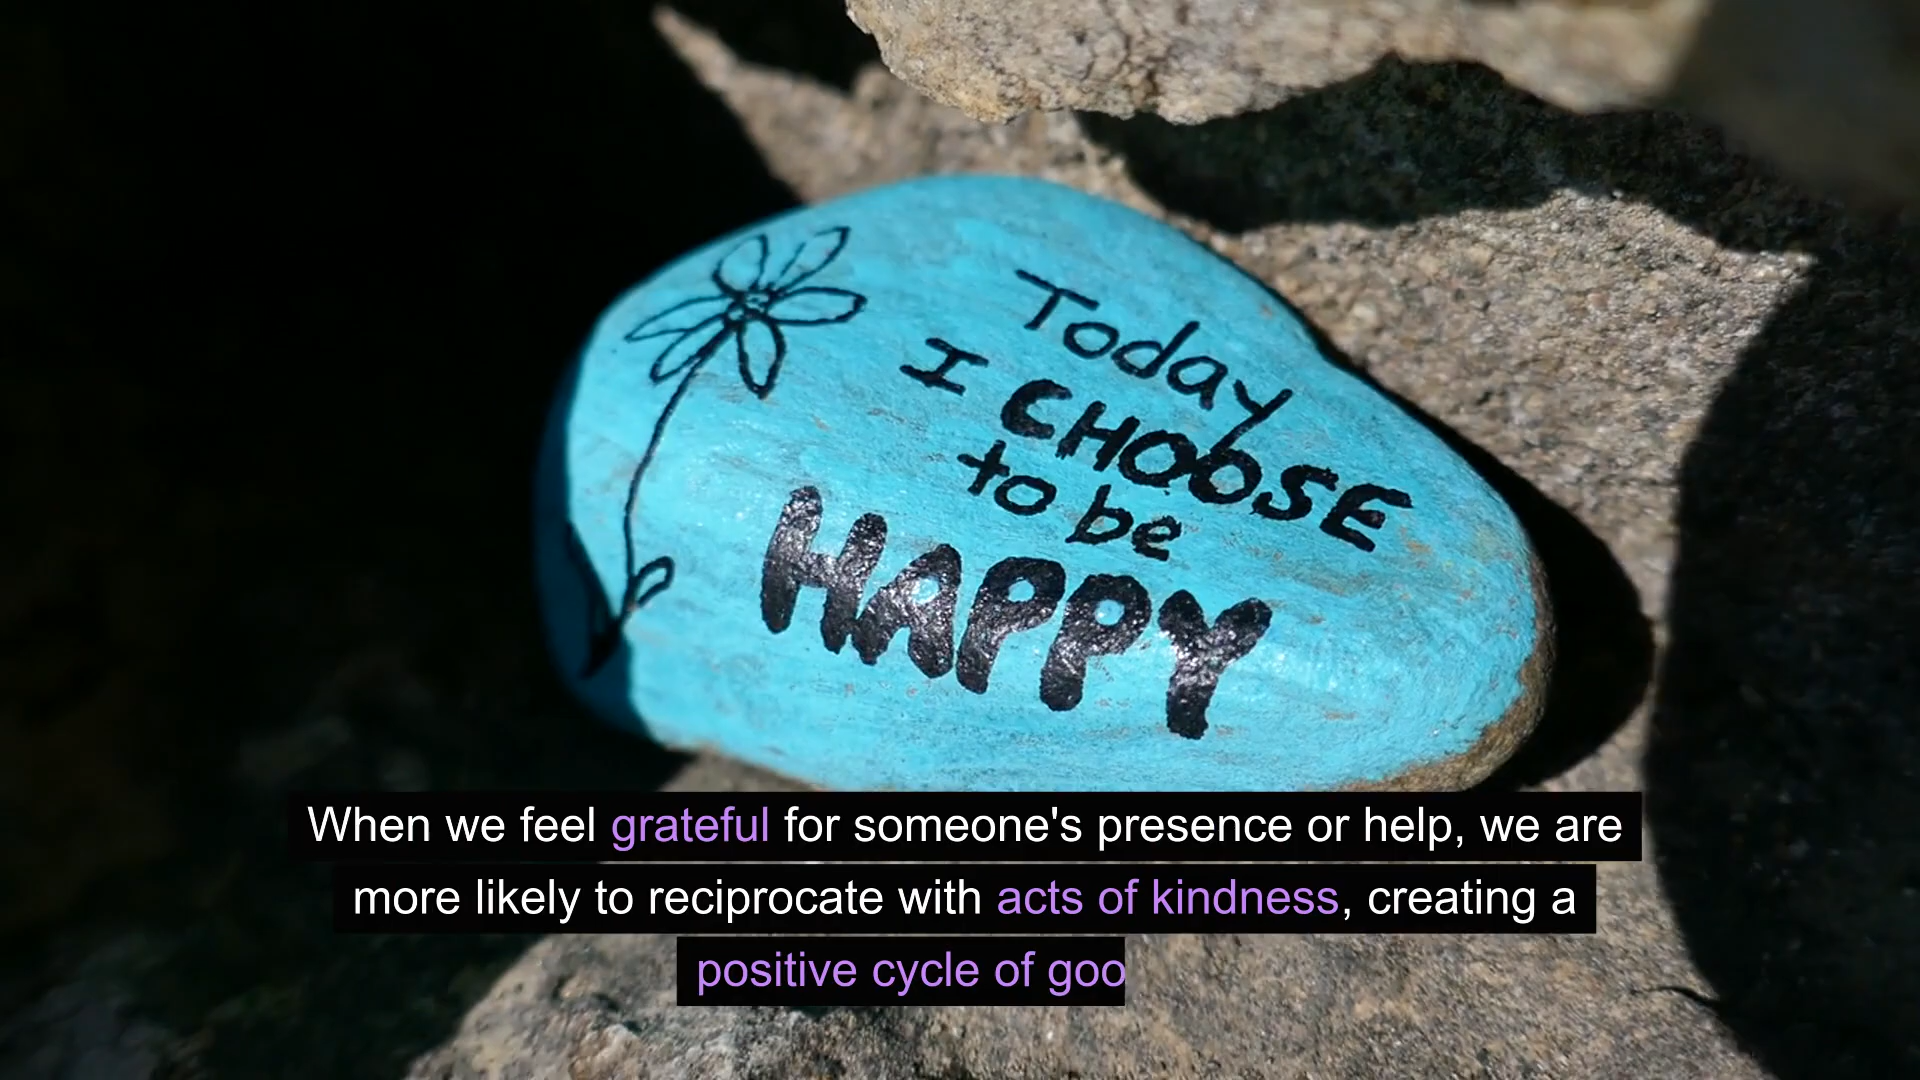 Today
I CHOOSE
to be
HAPPY
When we feel grateful for someone's presence or help, we are
more likely to reciprocate with acts of kindness, creating a
positive cycle of goo